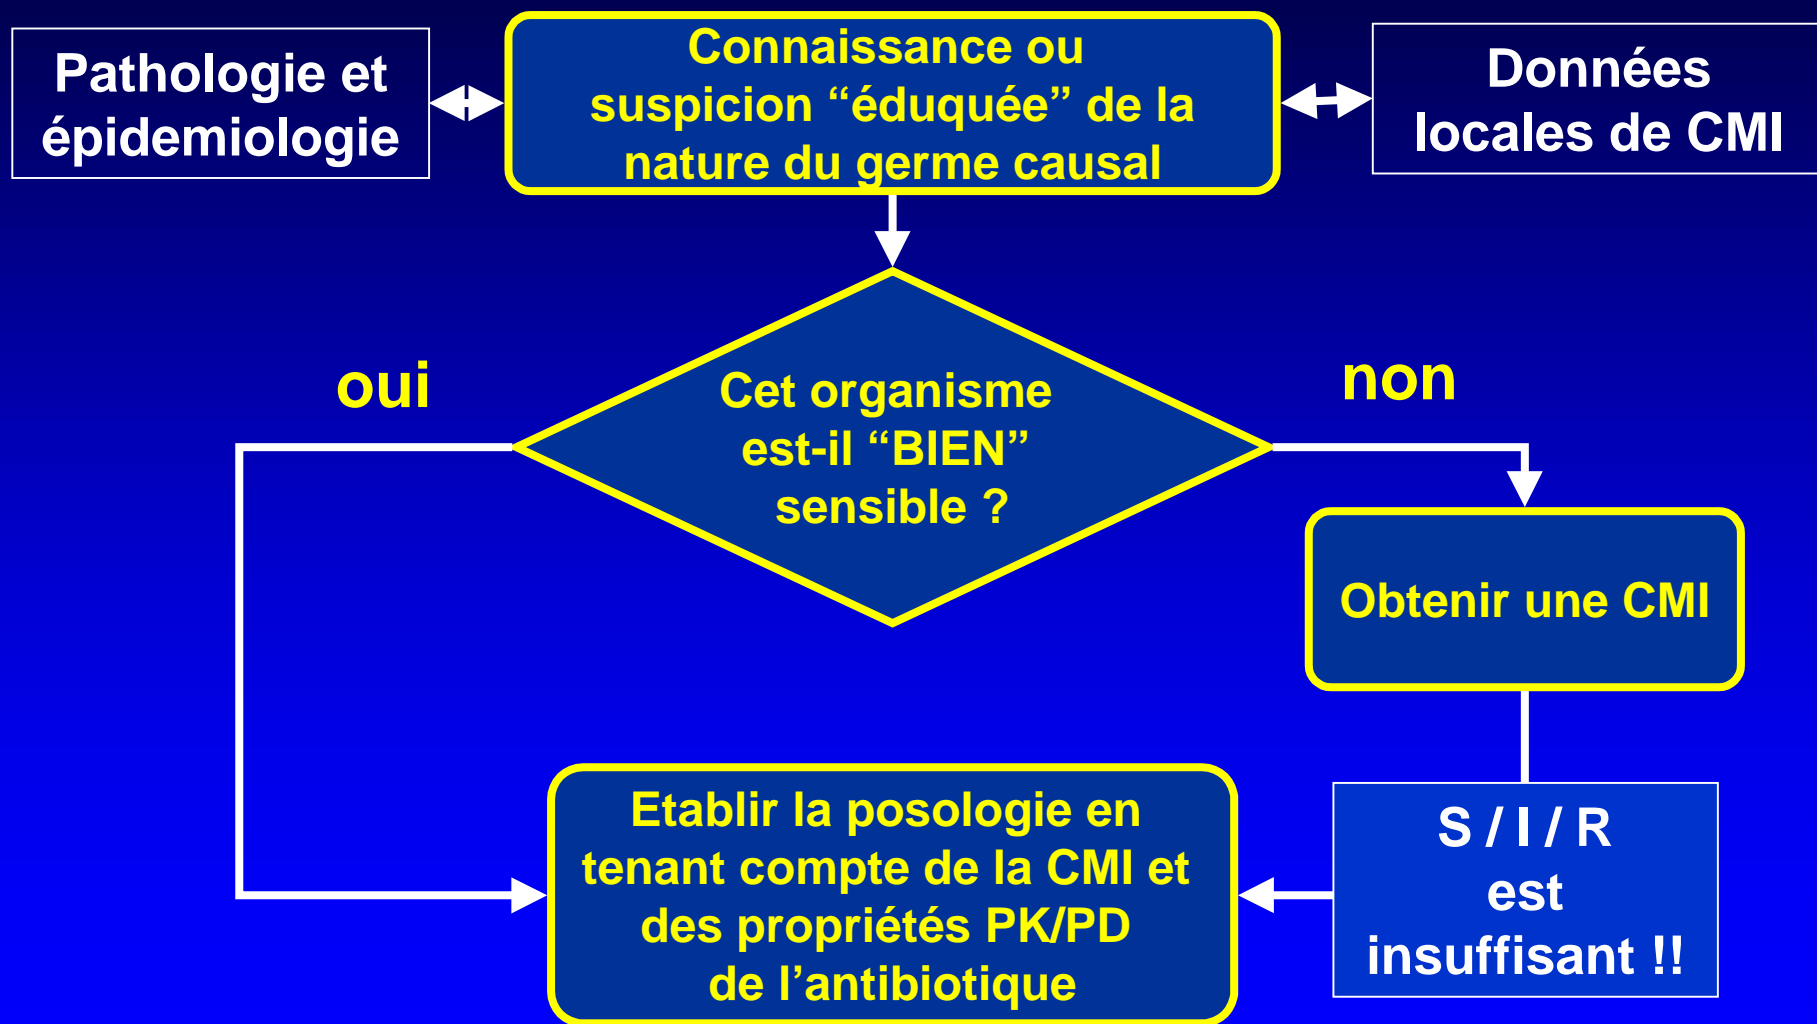 Pathologie et
épidemiologie
Connaissance ou
suspicion “éduquée” de la
nature du germe causal
Données
locales de CMI
oui
Cet organisme
est-il “BIEN”
sensible ?
non
Obtenir une CMI
Etablir la posologie en
tenant compte de la CMI et
des propriétés PK/PD
de l’antibiotique
S / I / R
est
insuffisant !!